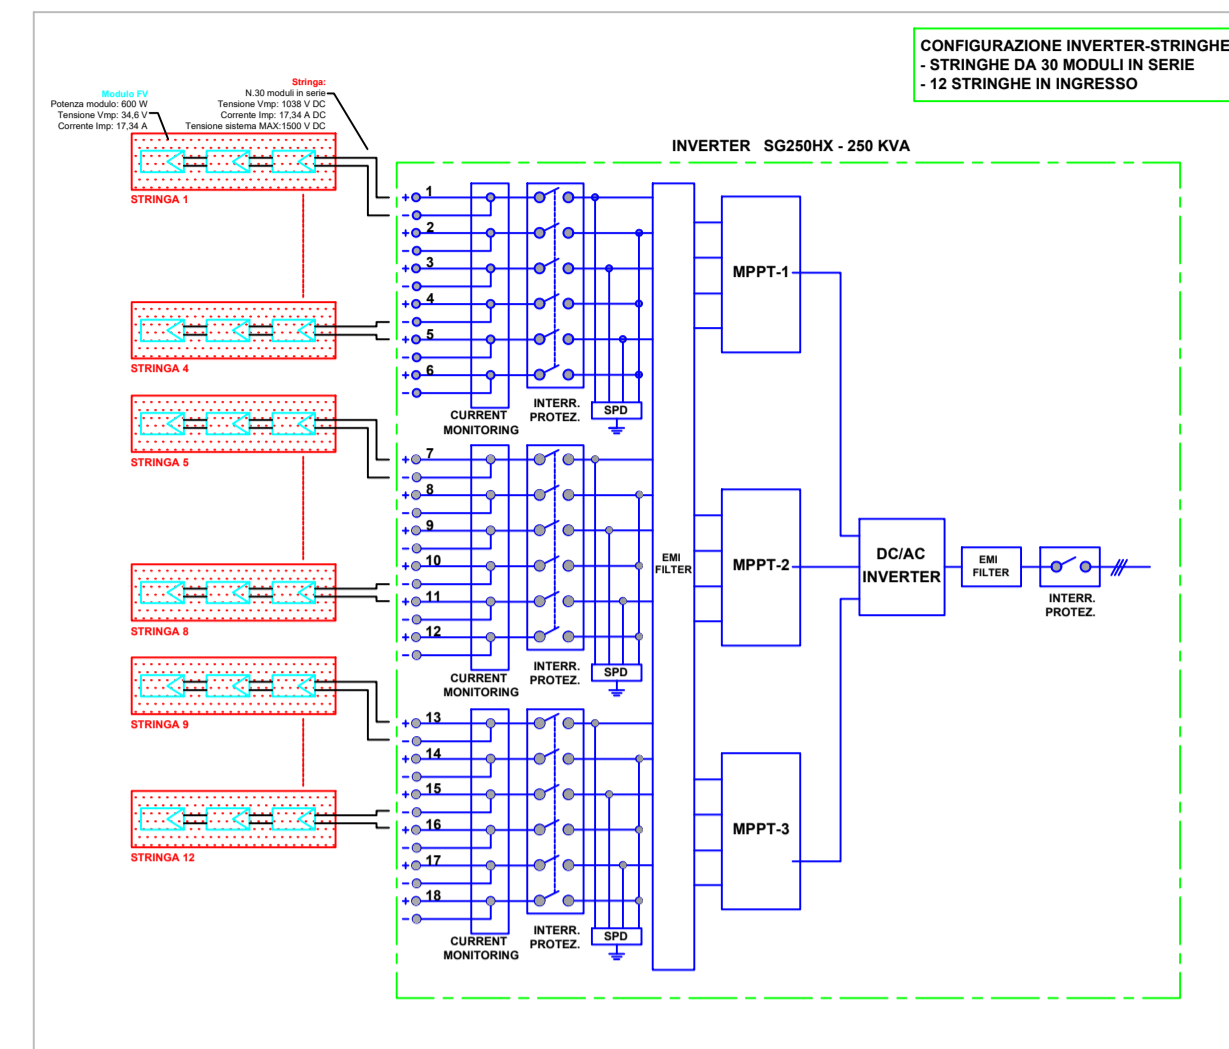 CONFIGURAZIONE INVERTER-STRINGHE
- STRINGHE DA 30 MODULI IN SERIE
- 12 STRINGHE IN INGRESSO
Modulo FV
Potenza modulo: 600 W
Tensione Vmp: 34,6 V
Corrente Imp: 17,34 A
Stringa:
N.30 moduli in serie
Tensione Vmp: 1038 V DC
Corrente Imp: 17,34 A DC
Tensione sistema MAX:1500 V DC
INVERTER SG250HX - 250 KVA
STRINGA 1
STRINGA 4
STRINGA 5
STRINGA 8
STRINGA 9
STRINGA 12
+ 1
-
+ 2
-
+ 3
-
+ 4
-
+ 5
-
+ 6
-
CURRENT
MONITORING
INTERR.
PROTEZ.
SPD
MPPT-1
+ 7
-
+ 8
-
+ 9
-
+ 10
-
+ 11
-
+ 12
-
CURRENT
MONITORING
INTERR.
PROTEZ.
SPD
EMI
FILTER
MPPT-2
DC/AC
INVERTER
EMI
FILTER
INTERR.
PROTEZ.
+ 13
-
+ 14
-
+ 15
-
+ 16
-
+ 17
-
+ 18
-
CURRENT
MONITORING
INTERR.
PROTEZ.
SPD
MPPT-3